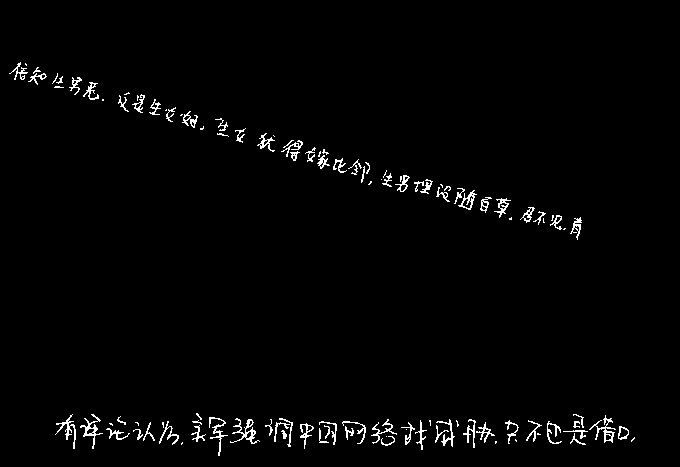 信知生男恶.反是生女好,生女犹得嫁比邻,生男埋没随百草.君不见,青
有评论认为,美军强调中国网络战威胁.只不过是借口,